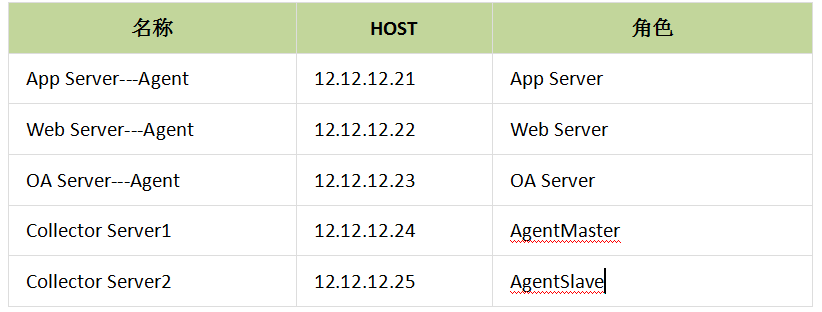 名称 HOST 角色
App Server---Agent 12.12.12.21 App Server
Web Server---Agent 12.12.12.22 Web Server
OA Server---Agent 12.12.12.23 OA Server
Collector Server1 12.12.12.24 AgentMaster
Collector Server2 12.12.12.25 AgentSlave